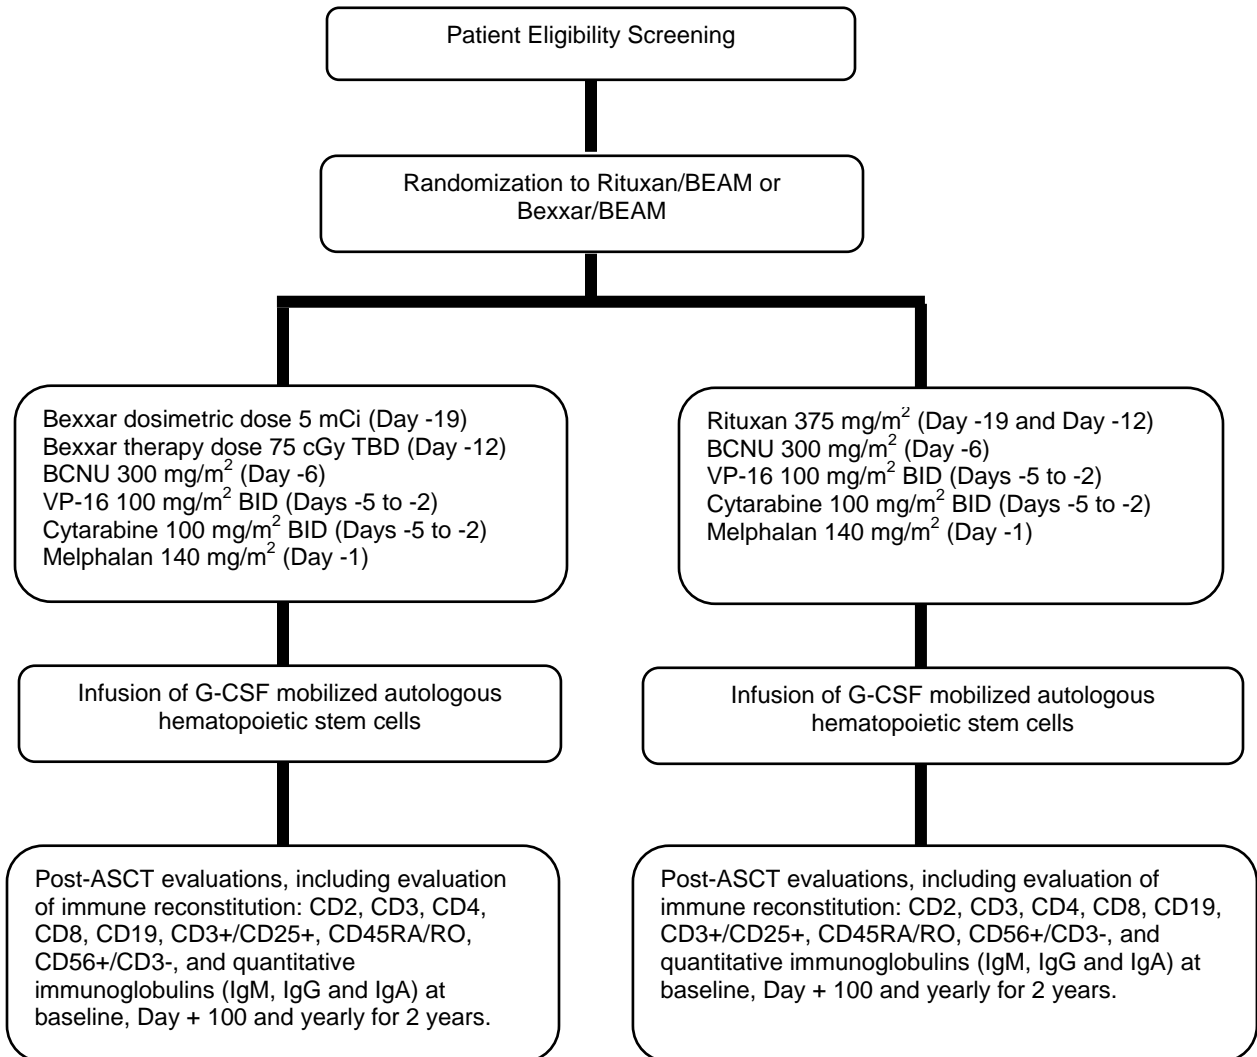 Patient Eligibility Screening
Randomization to Rituxan/BEAM or
Bexxar/BEAM
Bexxar dosimetric dose 5 mCi (Day -19)
Bexxar therapy dose 75 cGy TBD (Day -12)
BCNU 300 mg/m² (Day -6)
VP-16 100 mg/m² BID (Days -5 to -2)
Cytarabine 100 mg/m² BID (Days -5 to -2)
Melphalan 140 mg/m² (Day -1)
Rituxan 375 mg/m² (Day -19 and Day -12)
BCNU 300 mg/m² (Day -6)
VP-16 100 mg/m² BID (Days -5 to -2)
Cytarabine 100 mg/m² BID (Days -5 to -2)
Melphalan 140 mg/m² (Day -1)
Infusion of G-CSF mobilized autologous
hematopoietic stem cells
Infusion of G-CSF mobilized autologous
hematopoietic stem cells
Post-ASCT evaluations, including evaluation
of immune reconstitution: CD2, CD3, CD4,
CD8, CD19, CD3+/CD25+, CD45RA/RO,
CD56+/CD3-, and quantitative
immunoglobulins (IgM, IgG and IgA) at
baseline, Day + 100 and yearly for 2 years.
Post-ASCT evaluations, including evaluation of
immune reconstitution: CD2, CD3, CD4, CD8, CD19,
CD3+/CD25+, CD45RA/RO, CD56+/CD3-, and
quantitative immunoglobulins (IgM, IgG and IgA) at
baseline, Day + 100 and yearly for 2 years.